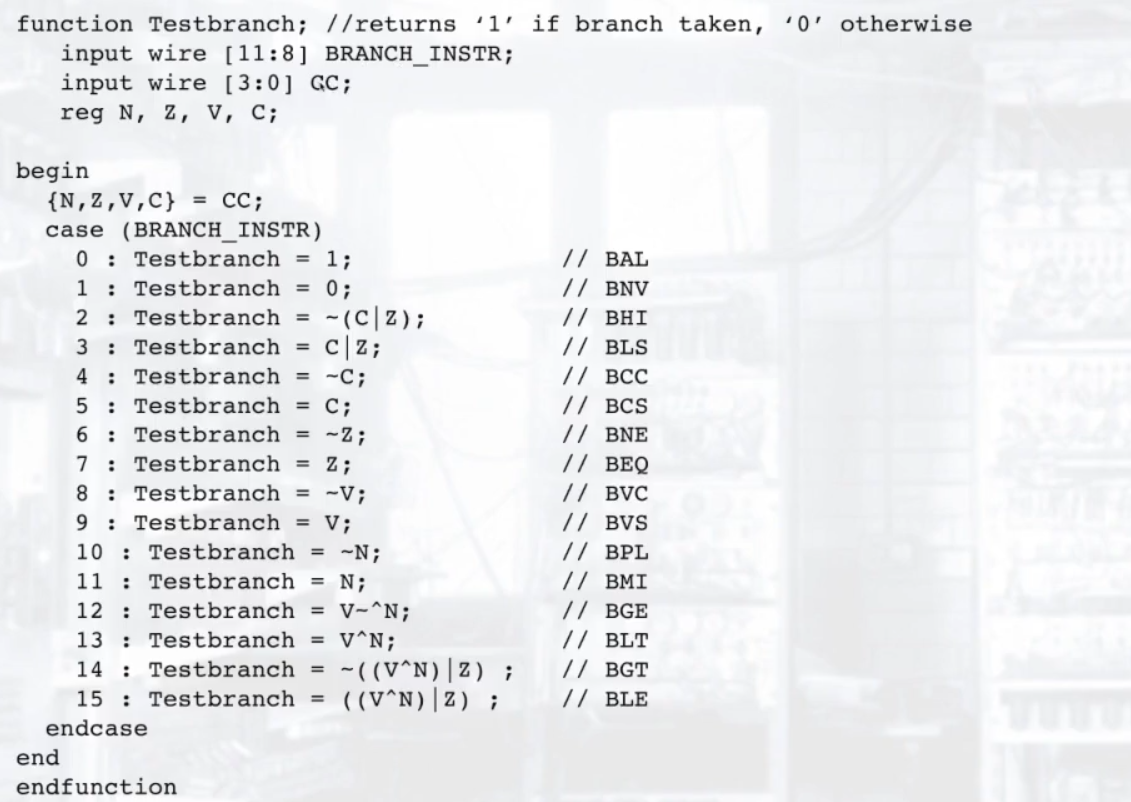 function Testbranch; //returns ‘1’ if branch taken, ‘0’ otherwise
input wire [11:8] BRANCH_INSTR;
input wire [3:0] GC;
reg N, Z, V, C;
begin
{N,Z,V,C} = CC;
case (BRANCH_INSTR)
0 : Testbranch = 1; // BAL
1 : Testbranch = 0; // BNV
2 : Testbranch = ~(C|Z); // BHI
3 : Testbranch = C|Z; // BLS
4 : Testbranch = ~C; // BCC
5 : Testbranch = C; // BCS
6 : Testbranch = ~Z; // BNE
7 : Testbranch = Z; // BEQ
8 : Testbranch = ~V; // BVC
9 : Testbranch = V; // BVS
10 : Testbranch = ~N; // BPL
11 : Testbranch = N; // BMI
12 : Testbranch = V~^N; // BGE
13 : Testbranch = V^N; // BLT
14 : Testbranch = ~((V^N)|Z) ; // BGT
15 : Testbranch = ((V^N)|Z) ; // BLE
endcase
end
endfunction